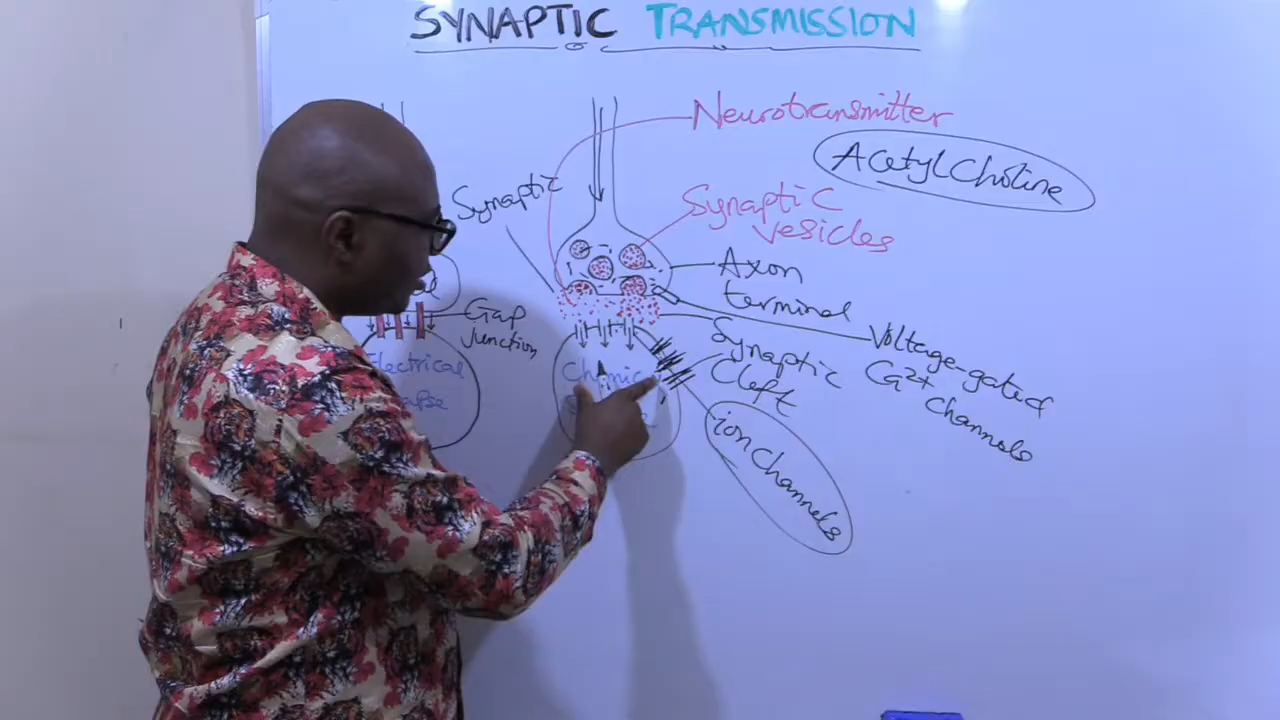 SYNAPTIC TRANSMISSION
Neurotransmitter
AcetylCholine
Synaptic
Synaptic
vesicles
Axon
terminal
Gap
Junction
Voltage-gated
Ca2+ channels
Synaptic
Cleft
Electrical
ion channels